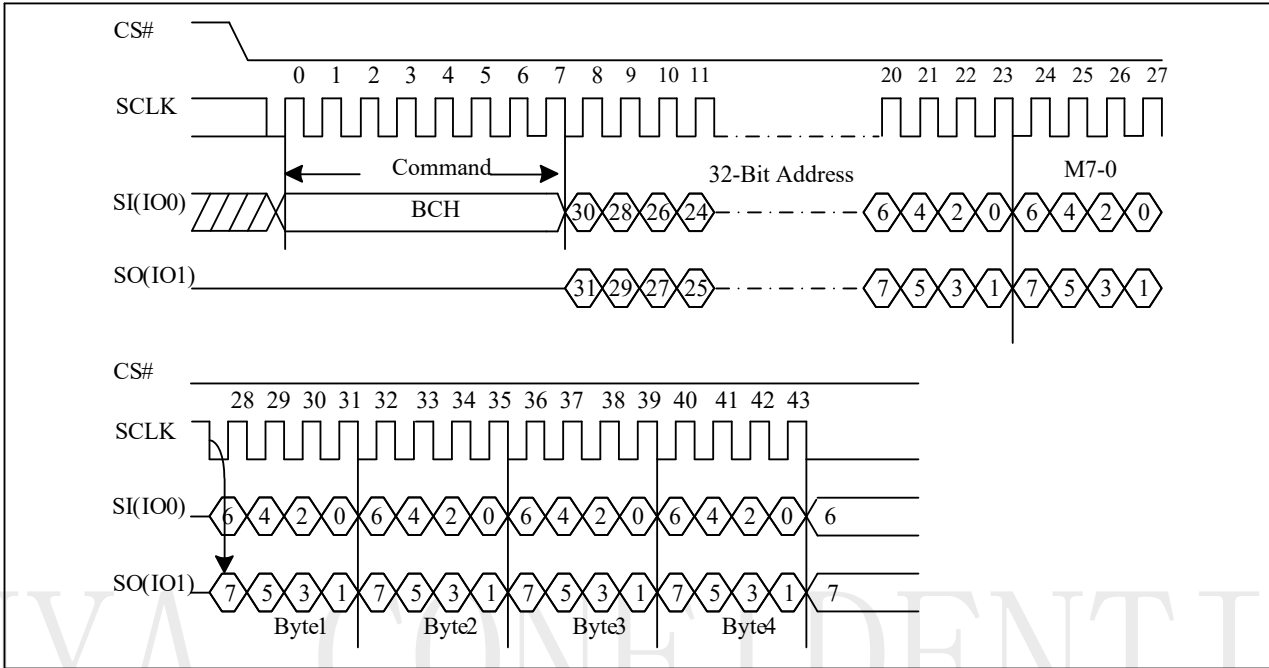 CS#
0 1 2 3 4 5 6 7 8 9 10 11 20 21 22 23 24 25 26 27
SCLK
Command 32-Bit Address M7-0
SI(IO0) BCH 30 28 26 24 6 4 2 0 6 4 2 0
SO(IO1) 31 29 27 25 7 5 3 1 7 5 3 1
CS#
28 29 30 31 32 33 34 35 36 37 38 39 40 41 42 43
SCLK
SI(IO0) 6 4 2 0 6 4 2 0 6 4 2 0 6 4 2 0 6
SO(IO1) 7 5 3 1 7 5 3 1 7 5 3 1 7 5 3 1 7
Byte1 Byte2 Byte3 Byte4